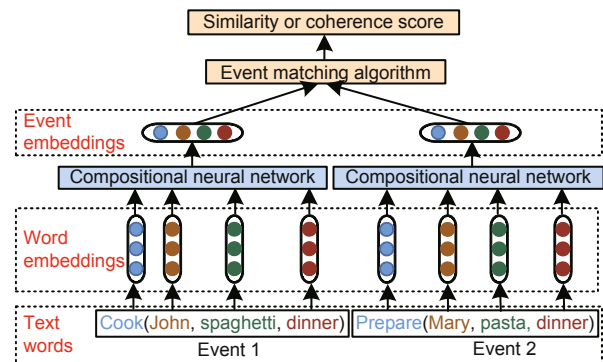 Similarity or coherence score
Event matching algorithm
Event
embeddings
Compositional neural network
Compositional neural network
Word
embeddings
Text
words
Cook(John, spaghetti, dinner)
Prepare(Mary, pasta, dinner)
Event 1
Event 2